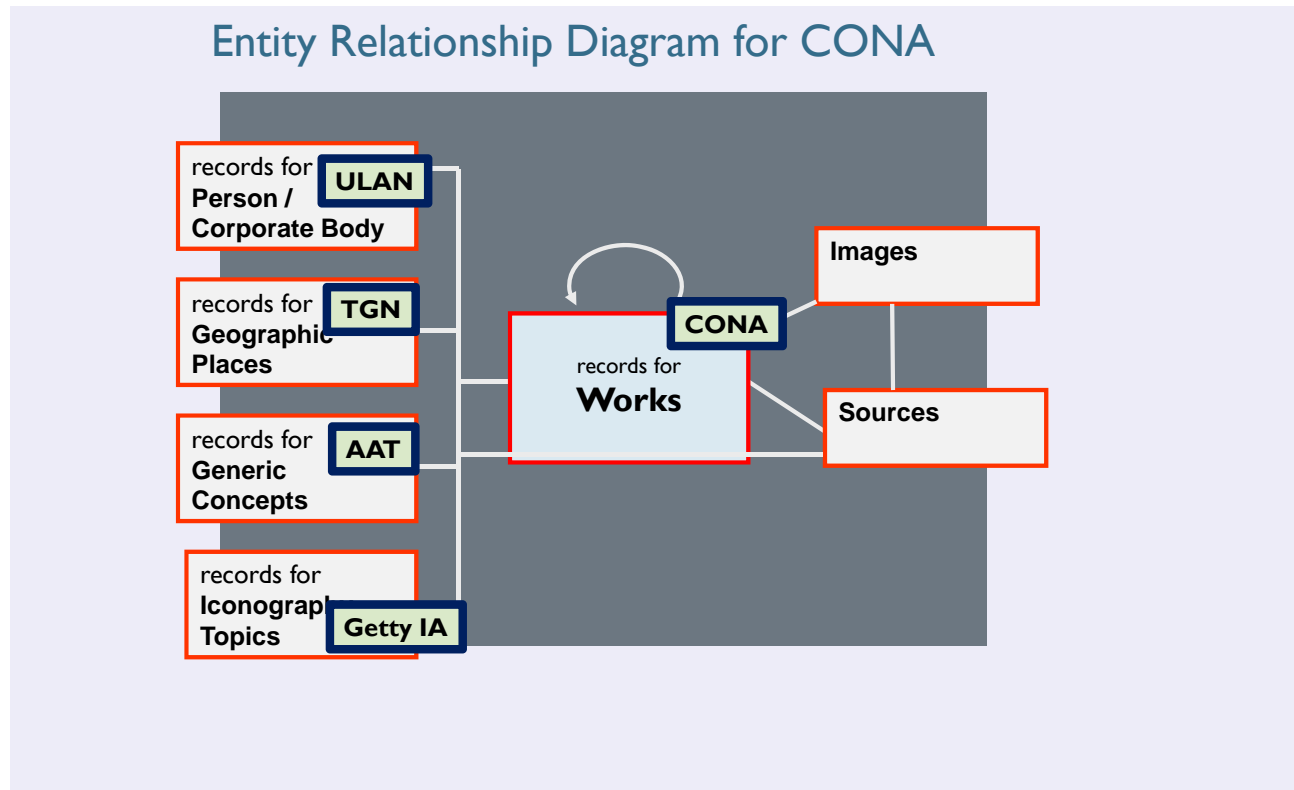 Entity Relationship Diagram for CONA
records for
Person /
Corporate Body
ULAN
records for
Geographic
Places
TGN
records for
Generic
Concepts
AAT
records for
Topics
Getty IA
CONA
records for
Works
Images
Sources